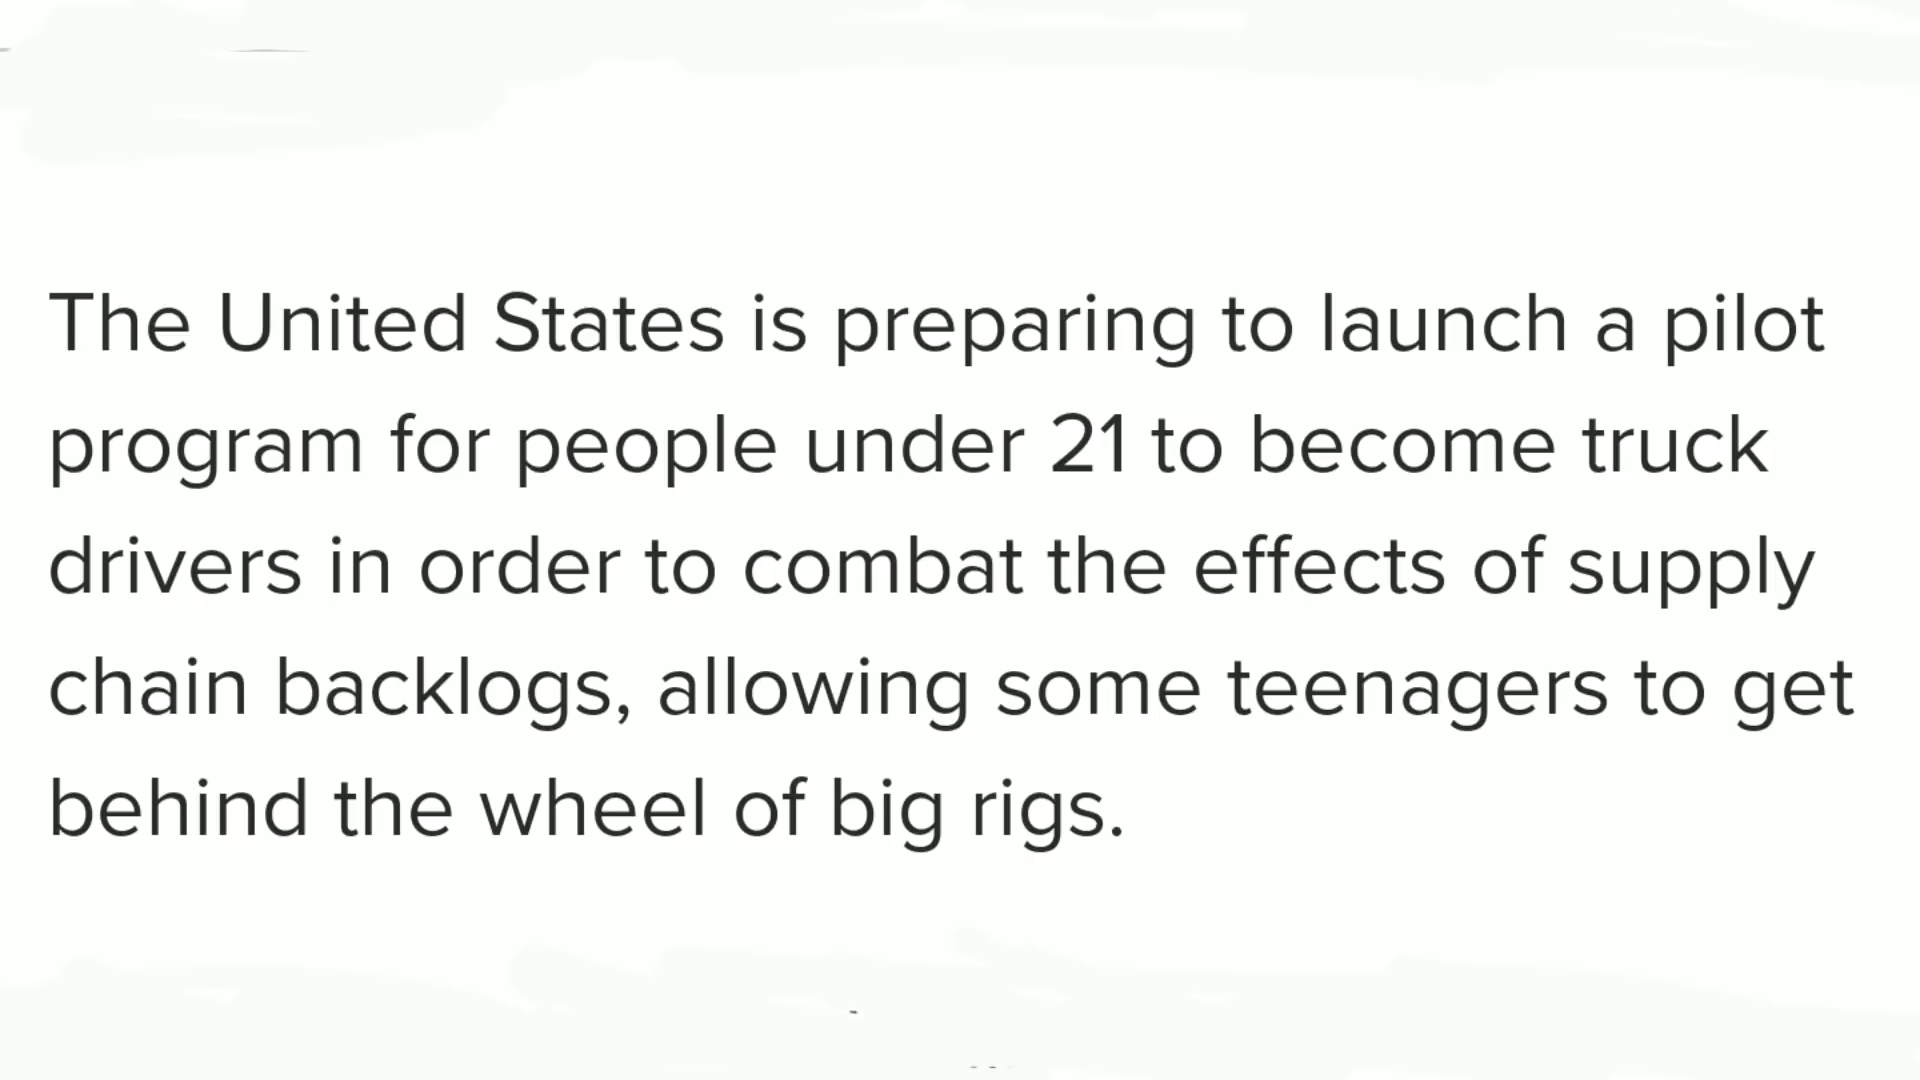 The United States is preparing to launch a pilot
program for people under 21 to become truck
drivers in order to combat the effects of supply
chain backlogs, allowing some teenagers to get
behind the wheel of big rigs.